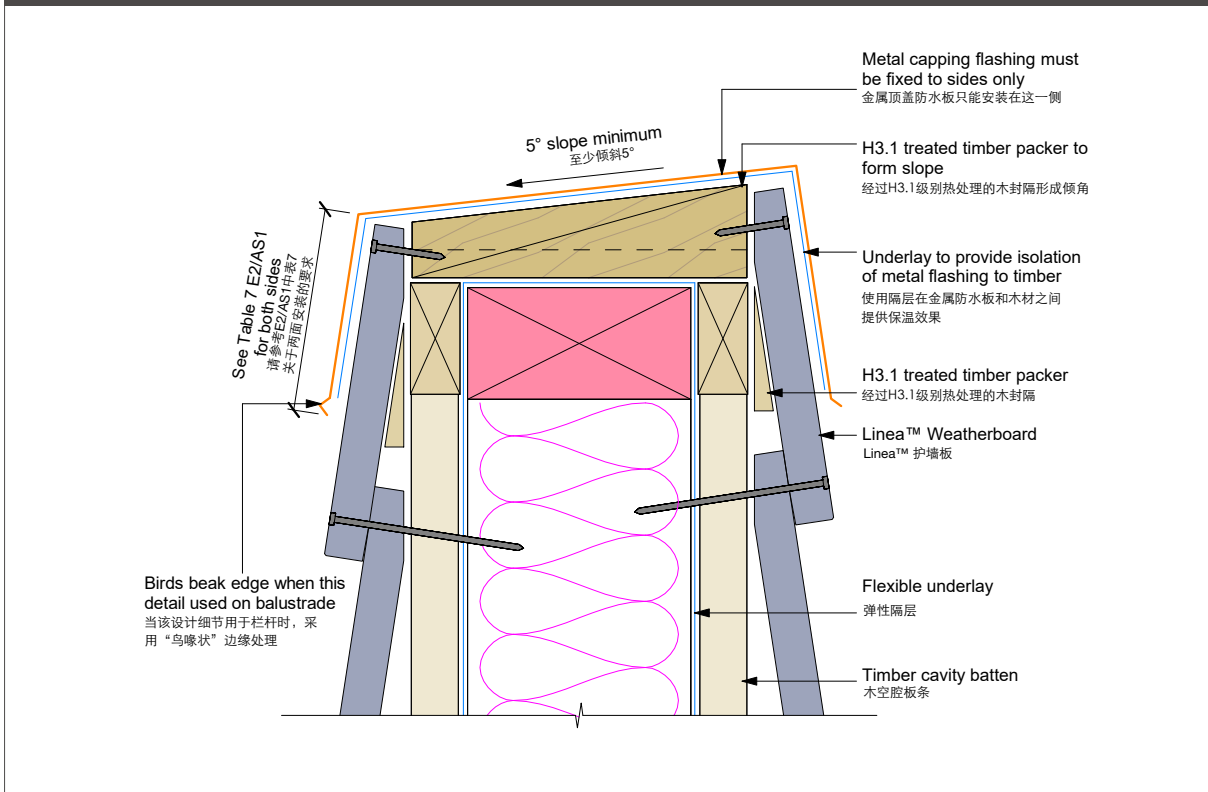 Metal capping flashing must
be fixed to sides only
金属顶盖防水板只能安装在这一侧
5° slope minimum
至少倾斜5°
H3.1 treated timber packer to
form slope
经过H3.1级别热处理的木封隔形成倾角
See Table 7 E2/AS1
for both sides
请参考E2/AS1中表7
关于两面安装的要求
Underlay to provide isolation
of metal flashing to timber
使用隔层在金属防水板和木材之间
提供保温效果
H3.1 treated timber packer
经过H3.1级别热处理的木封隔
Linea™ Weatherboard
Linea™ 护墙板
Birds beak edge when this
detail used on balustrade
当该设计细节用于栏杆时，采
用“鸟喙状”边缘处理
Flexible underlay
弹性隔层
Timber cavity batten
木空腔板条